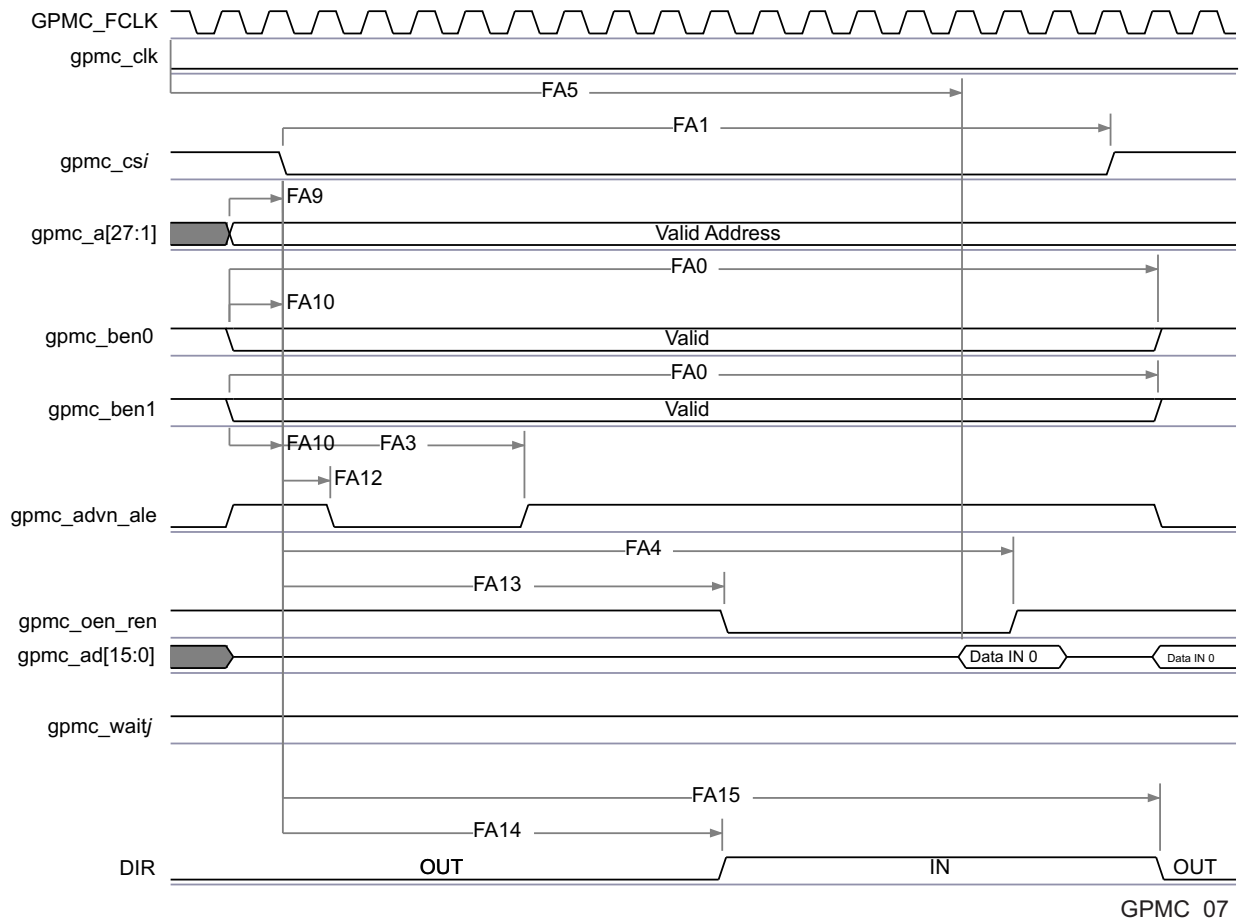 GPMC_FCLK
gpmc_clk
FA5
FA1
gpmc_csi
FA9
gpmc_a[27:1]
Valid Address
FA0
FA10
gpmc_ben0
Valid
FA0
gpmc_ben1
Valid
FA10
FA3
FA12
gpmc_advn_ale
FA4
FA13
gpmc_oen_ren
gpmc_ad[15:0]
Data IN 0
Data IN 0
gpmc_waitj
FA15
FA14
DIR
OUT
IN
OUT
GPMC_07